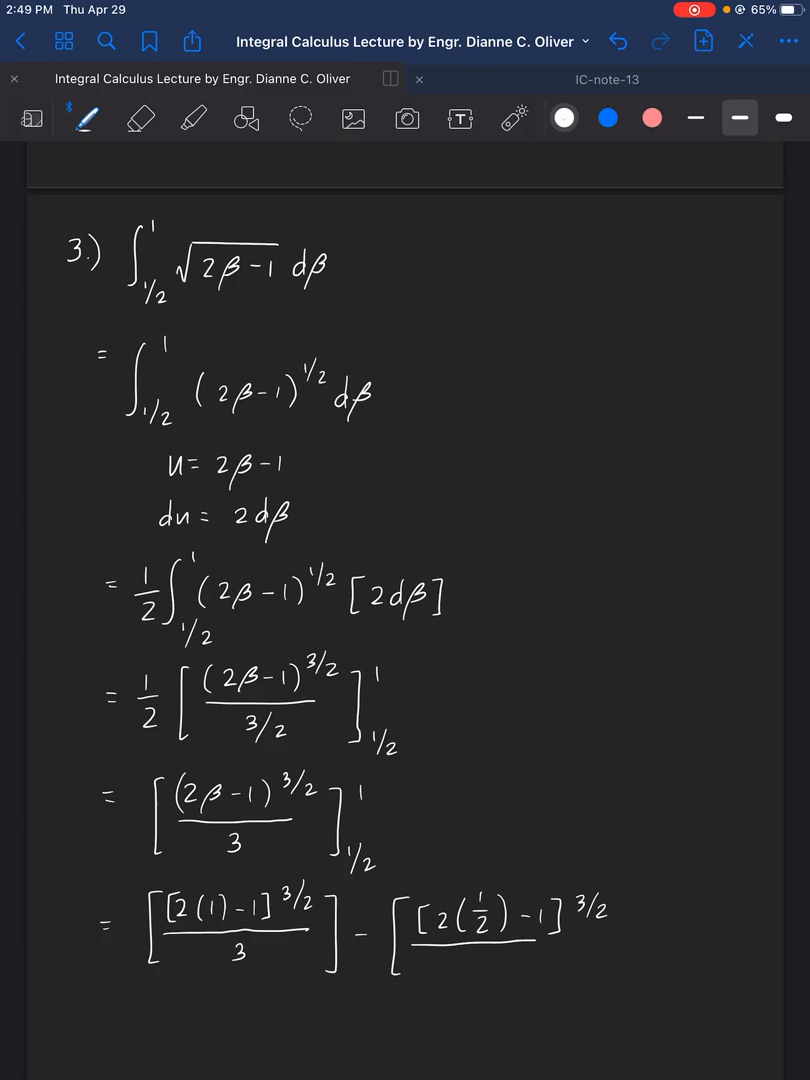 2:49 PM Thu Apr 29 65%
Integral Calculus Lecture by Engr. Dianne C. Oliver
Integral Calculus Lecture by Engr. Dianne C. Oliver IC-note-13
T
3.) ∫_{1/2}^{1} √(2β-1) dβ
= ∫_{1/2}^{1} (2β-1)^{1/2} dβ
u = 2β-1
du = 2dβ
= 1/2 ∫_{1/2}^{1} (2β-1)^{1/2} [2dβ]
= 1/2 [(2β-1)^{3/2} / 3/2]_{1/2}^{1}
= [(2β-1)^{3/2} / 3]_{1/2}^{1}
= [[2(1)-1]^{3/2} / 3] - [[2(1/2)-1]^{3/2}